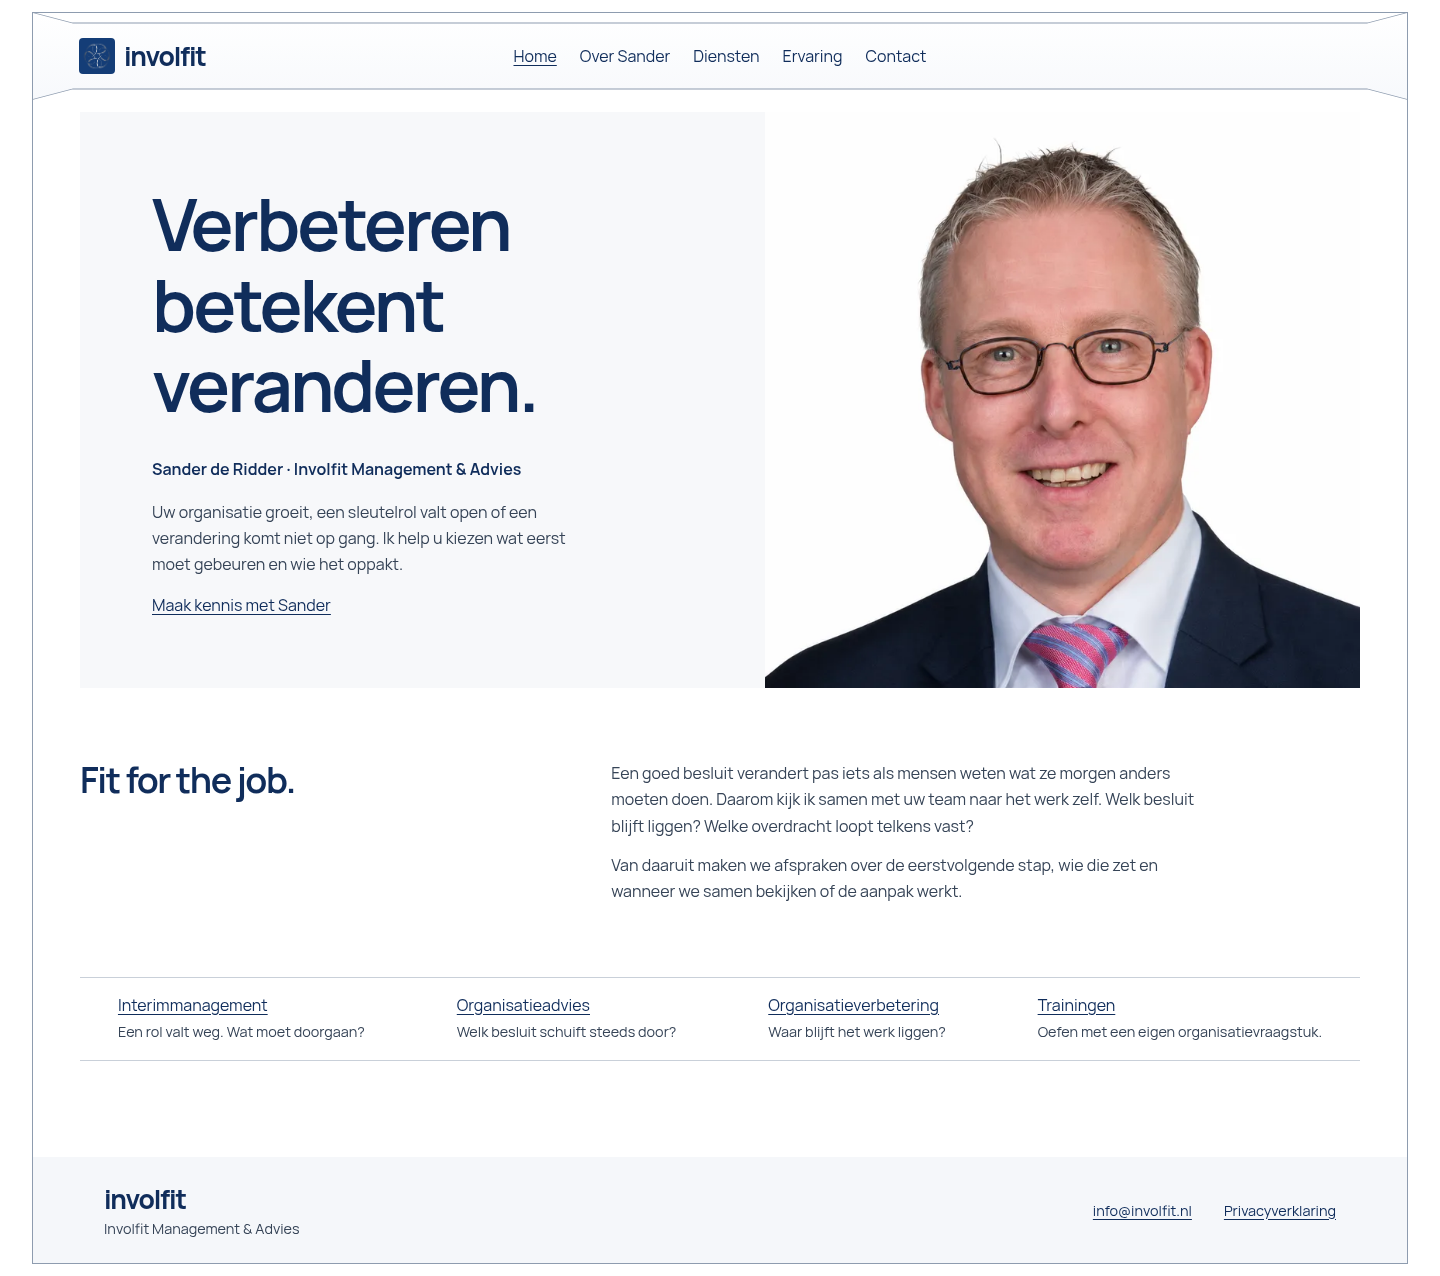 involfit
Home Over Sander Diensten Ervaring Contact
Verbeteren
betekent
veranderen.
Sander de Ridder · Involfit Management & Advies
Uw organisatie groeit, een sleutelrol valt open of een
verandering komt niet op gang. Ik help u kiezen wat eerst
moet gebeuren en wie het oppakt.
Maak kennis met Sander
Fit for the job.
Een goed besluit verandert pas iets als mensen weten wat ze morgen anders
moeten doen. Daarom kijk ik samen met uw team naar het werk zelf. Welk besluit
blijft liggen? Welke overdracht loopt telkens vast?
Van daaruit maken we afspraken over de eerstvolgende stap, wie die zet en
wanneer we samen bekijken of de aanpak werkt.
Interimmanagement
Een rol valt weg. Wat moet doorgaan?
Organisatieadvies
Welk besluit schuift steeds door?
Organisatieverbetering
Waar blijft het werk liggen?
Trainingen
Oefen met een eigen organisatievraagstuk.
involfit
Involfit Management & Advies
info@involfit.nl Privacyverklaring